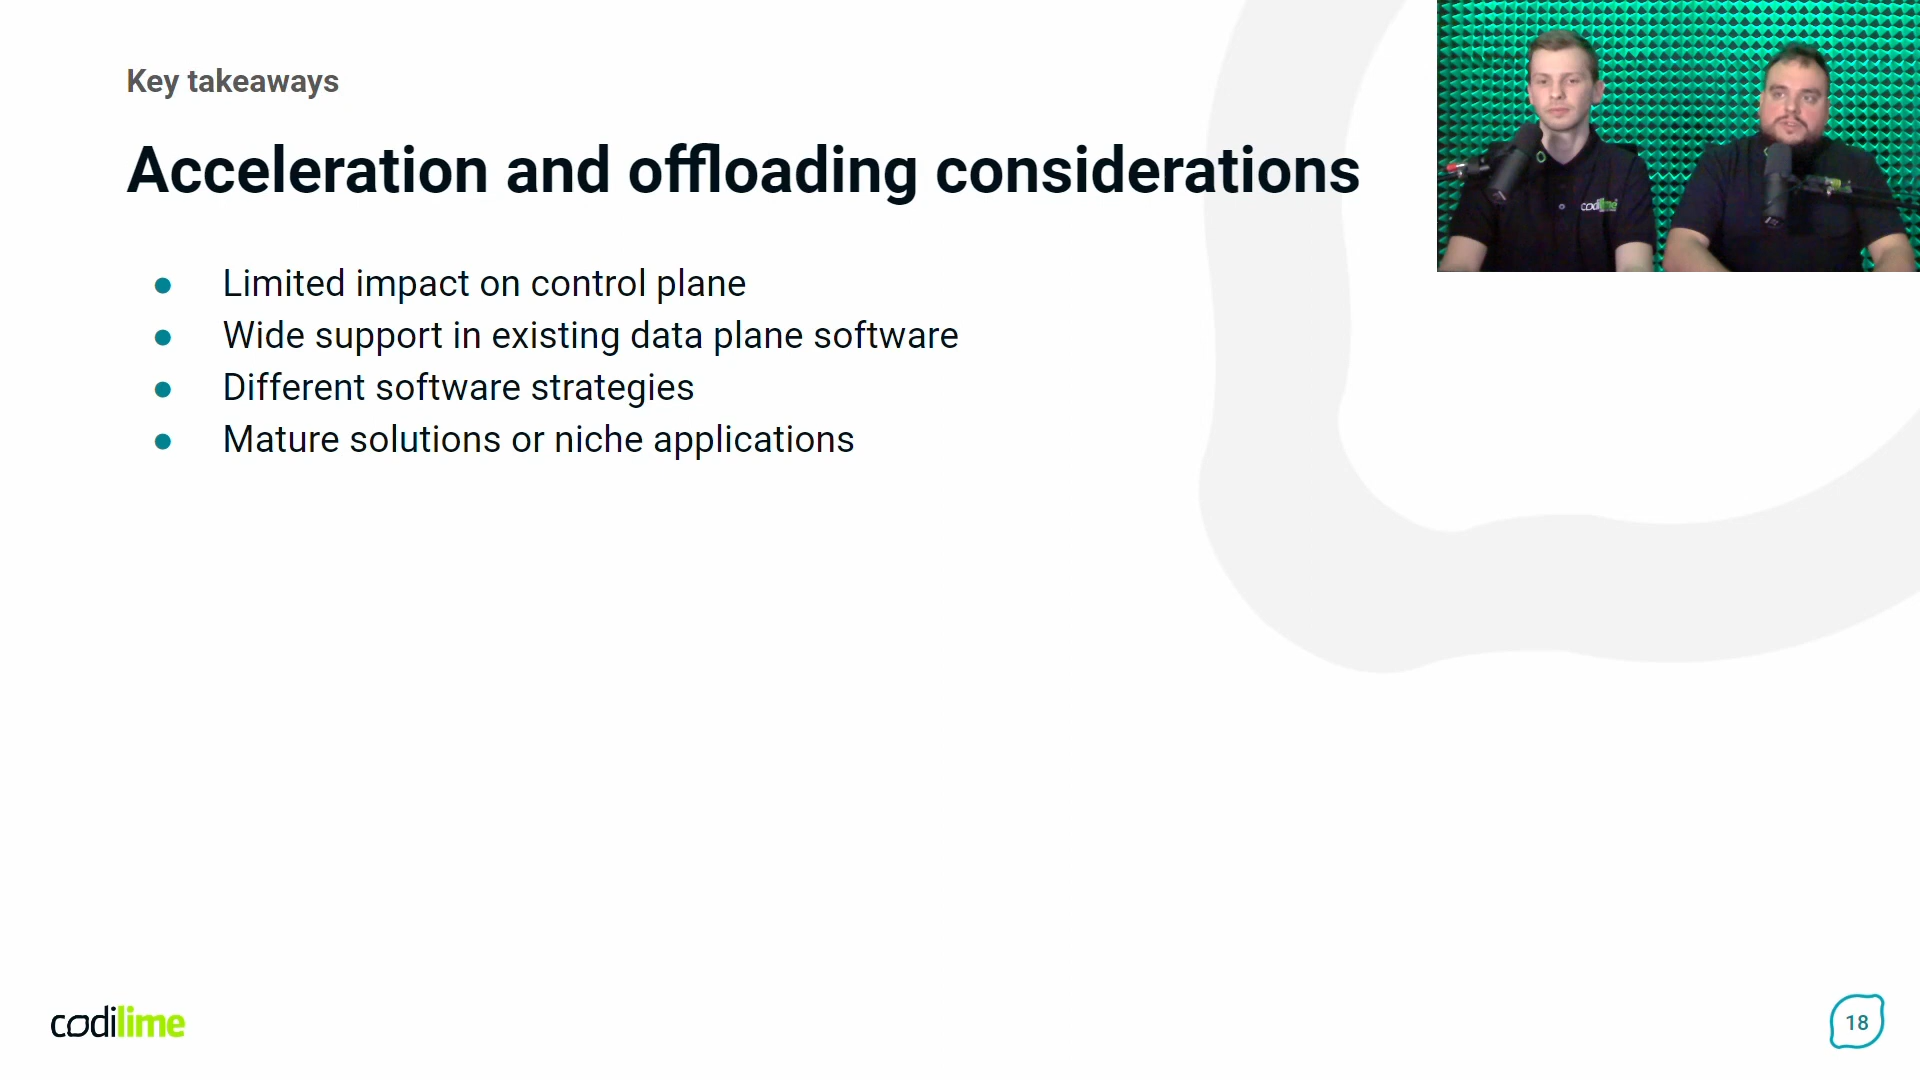 Key takeaways
Acceleration and offloading considerations
Limited impact on control plane
Wide support in existing data plane software
Different software strategies
Mature solutions or niche applications
codilime
codilime
18